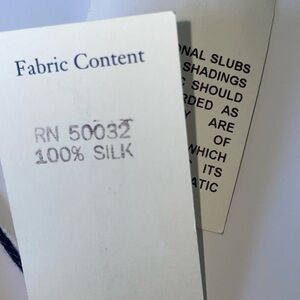 Fabric Content
RN 50032
100% SILK
ONAL SLUBS
SHADINGS
SHOULD
RDED AS
ARE
OF
WHICH
ITS
ATIC